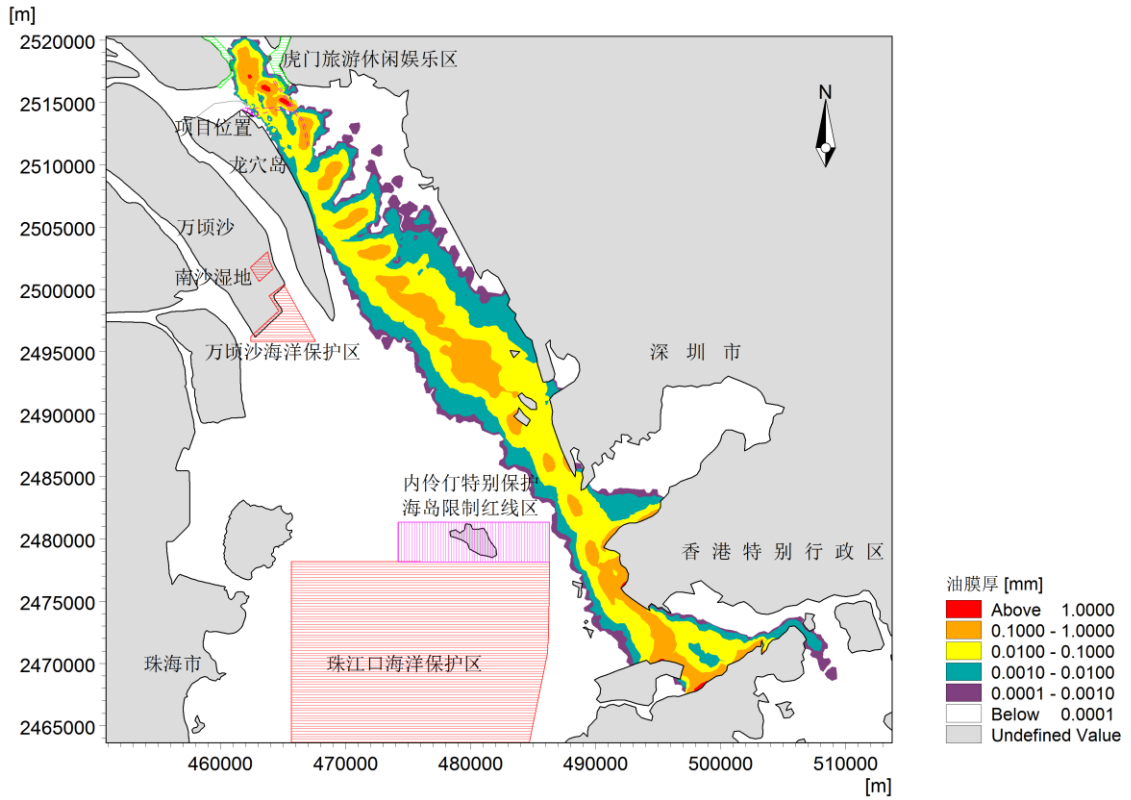 [m]
2520000
2515000
2510000
2505000
2500000
2495000
2490000
2485000
2480000
2475000
2470000
2465000
虎门旅游休闲娱乐区
N
项目位置
龙穴岛
万顷沙
南沙湿地
万顷沙海洋保护区
深圳市
内伶仃特别保护
海岛限制红线区
香港特别行政区
珠海市
珠江口海洋保护区
460000 470000 480000 490000 500000 510000
[m]
油膜厚 [mm]
Above 1.0000
0.1000 - 1.0000
0.0100 - 0.1000
0.0010 - 0.0100
0.0001 - 0.0010
Below 0.0001
Undefined Value